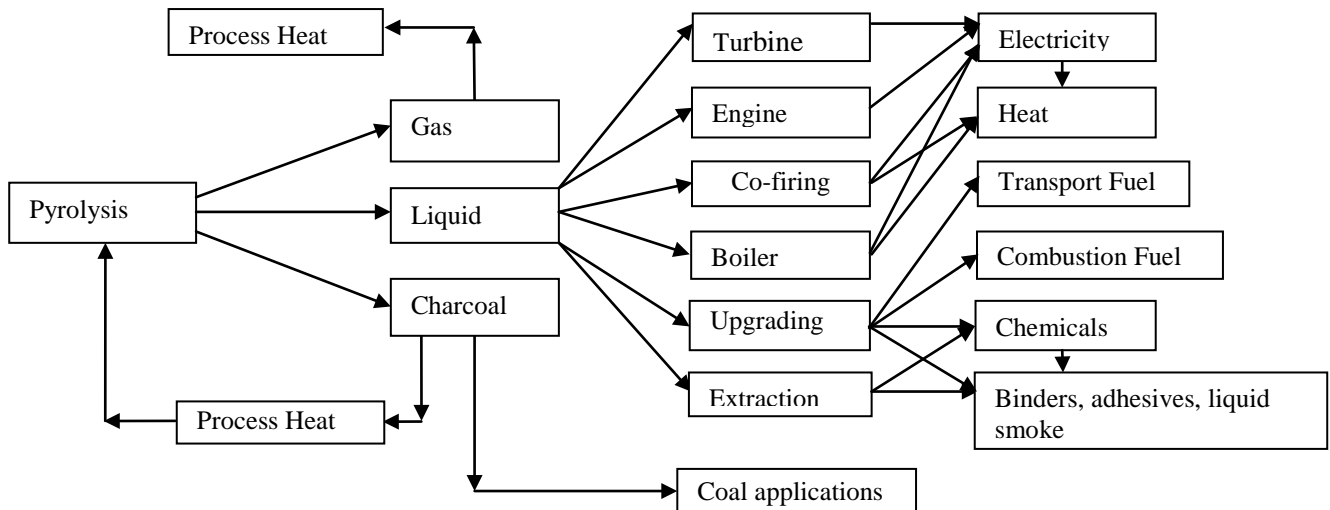 Process Heat
Turbine
Electricity
Gas
Engine
Heat
Pyrolysis
Liquid
Co-firing
Transport Fuel
Boiler
Combustion Fuel
Charcoal
Upgrading
Chemicals
Process Heat
Extraction
Binders, adhesives, liquid
smoke
Coal applications